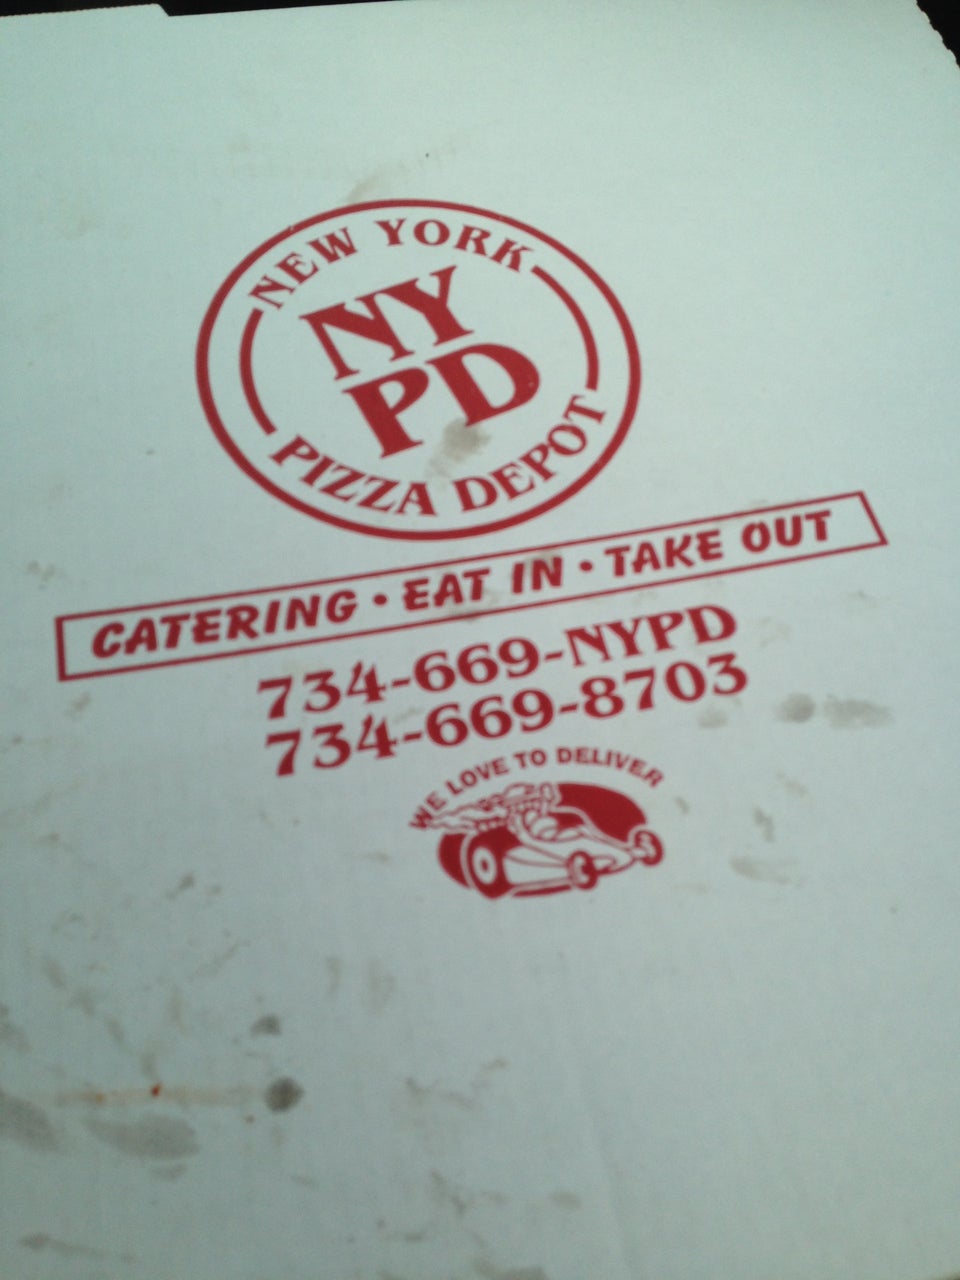 NEW YORK
NY
PD
PIZZA DEPOT
CATERING • EAT IN • TAKE OUT
734-669-NYPD
734-669-8703
WE LOVE TO DELIVER